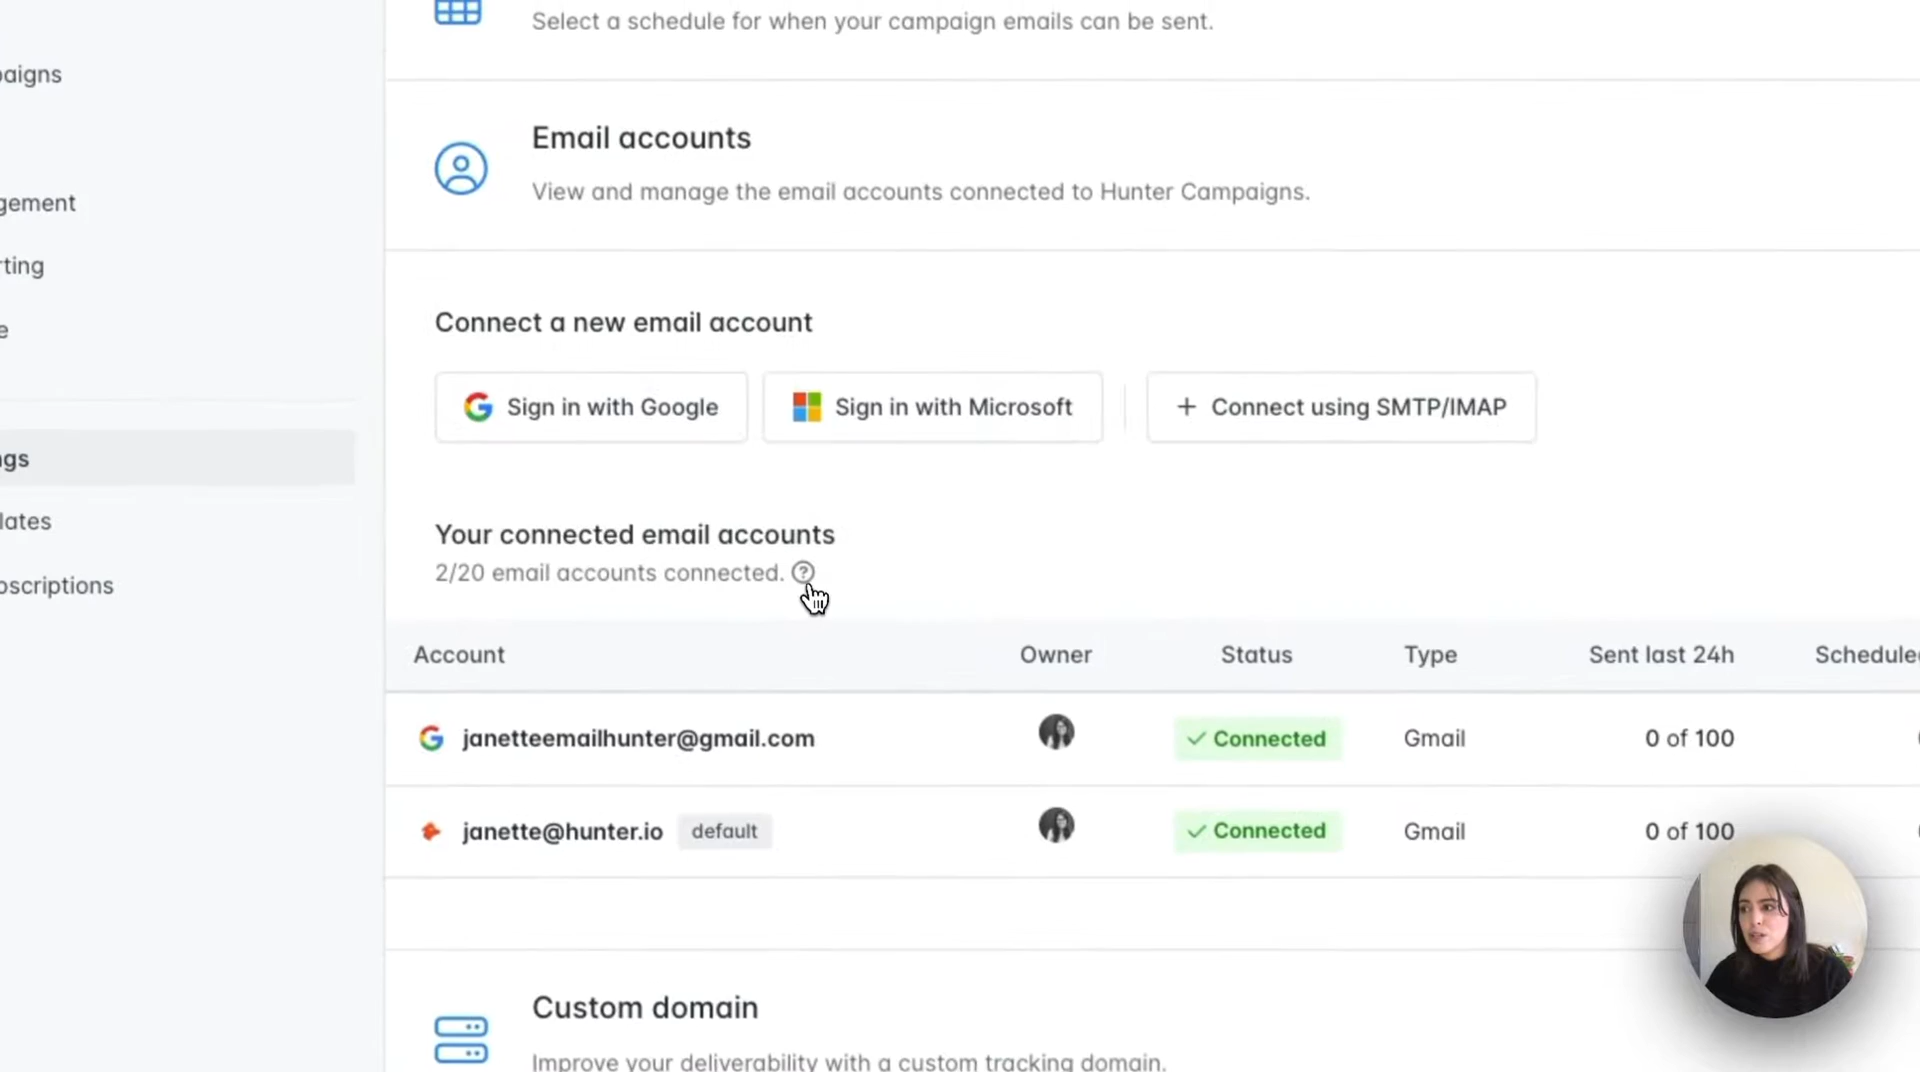 Select a schedule for when your campaign emails can be sent.
paigns
Email accounts
View and manage the email accounts connected to Hunter Campaigns.
gement
rting
e
Connect a new email account
Sign in with Google
Sign in with Microsoft
+ Connect using SMTP/IMAP
ngs
lates
oscriptions
Your connected email accounts
2/20 email accounts connected. ?
Account Owner Status Type Sent last 24h Schedule
janetteemailhunter@gmail.com Connected Gmail 0 of 100
janette@hunter.io default Connected Gmail 0 of 100
Custom domain
Improve your deliverability with a custom tracking domain.